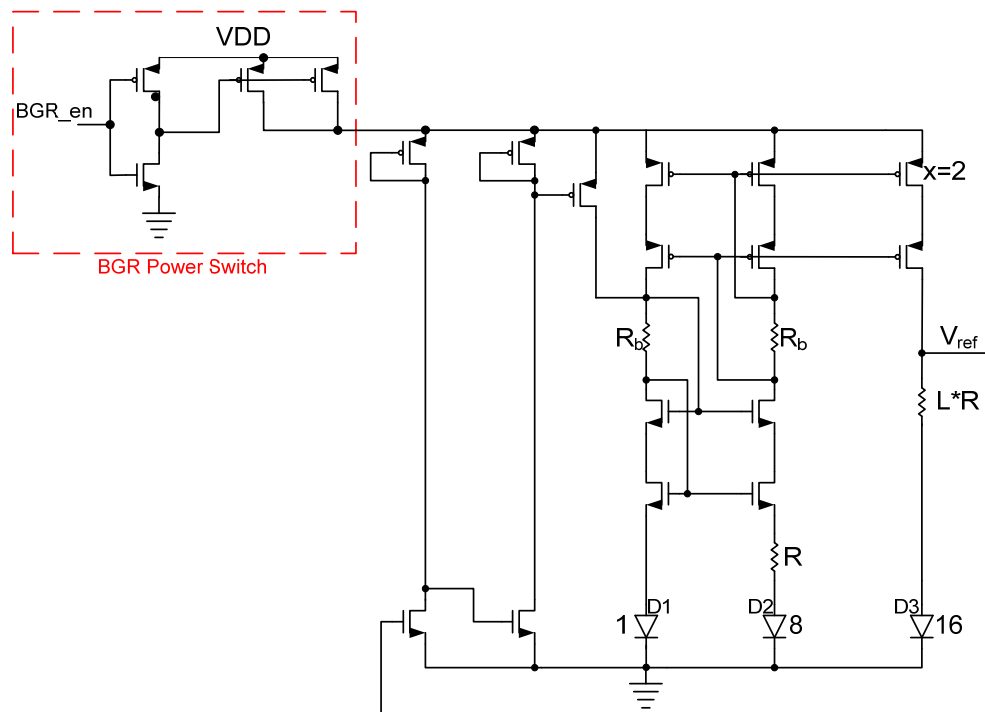 VDD
BGR_en
BGR Power Switch
x=2
Rb
Rb
Vref
L*R
R
D1
1
D2
8
D3
16